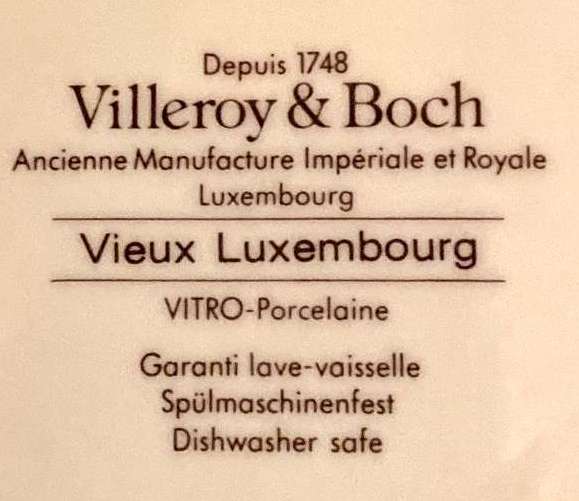 Depuis 1748
Villeroy & Boch
Ancienne Manufacture Impériale et Royale
Luxembourg
Vieux Luxembourg
VITRO-Porcelaine
Garanti lave-vaisselle
Spülmaschinenfest
Dishwasher safe